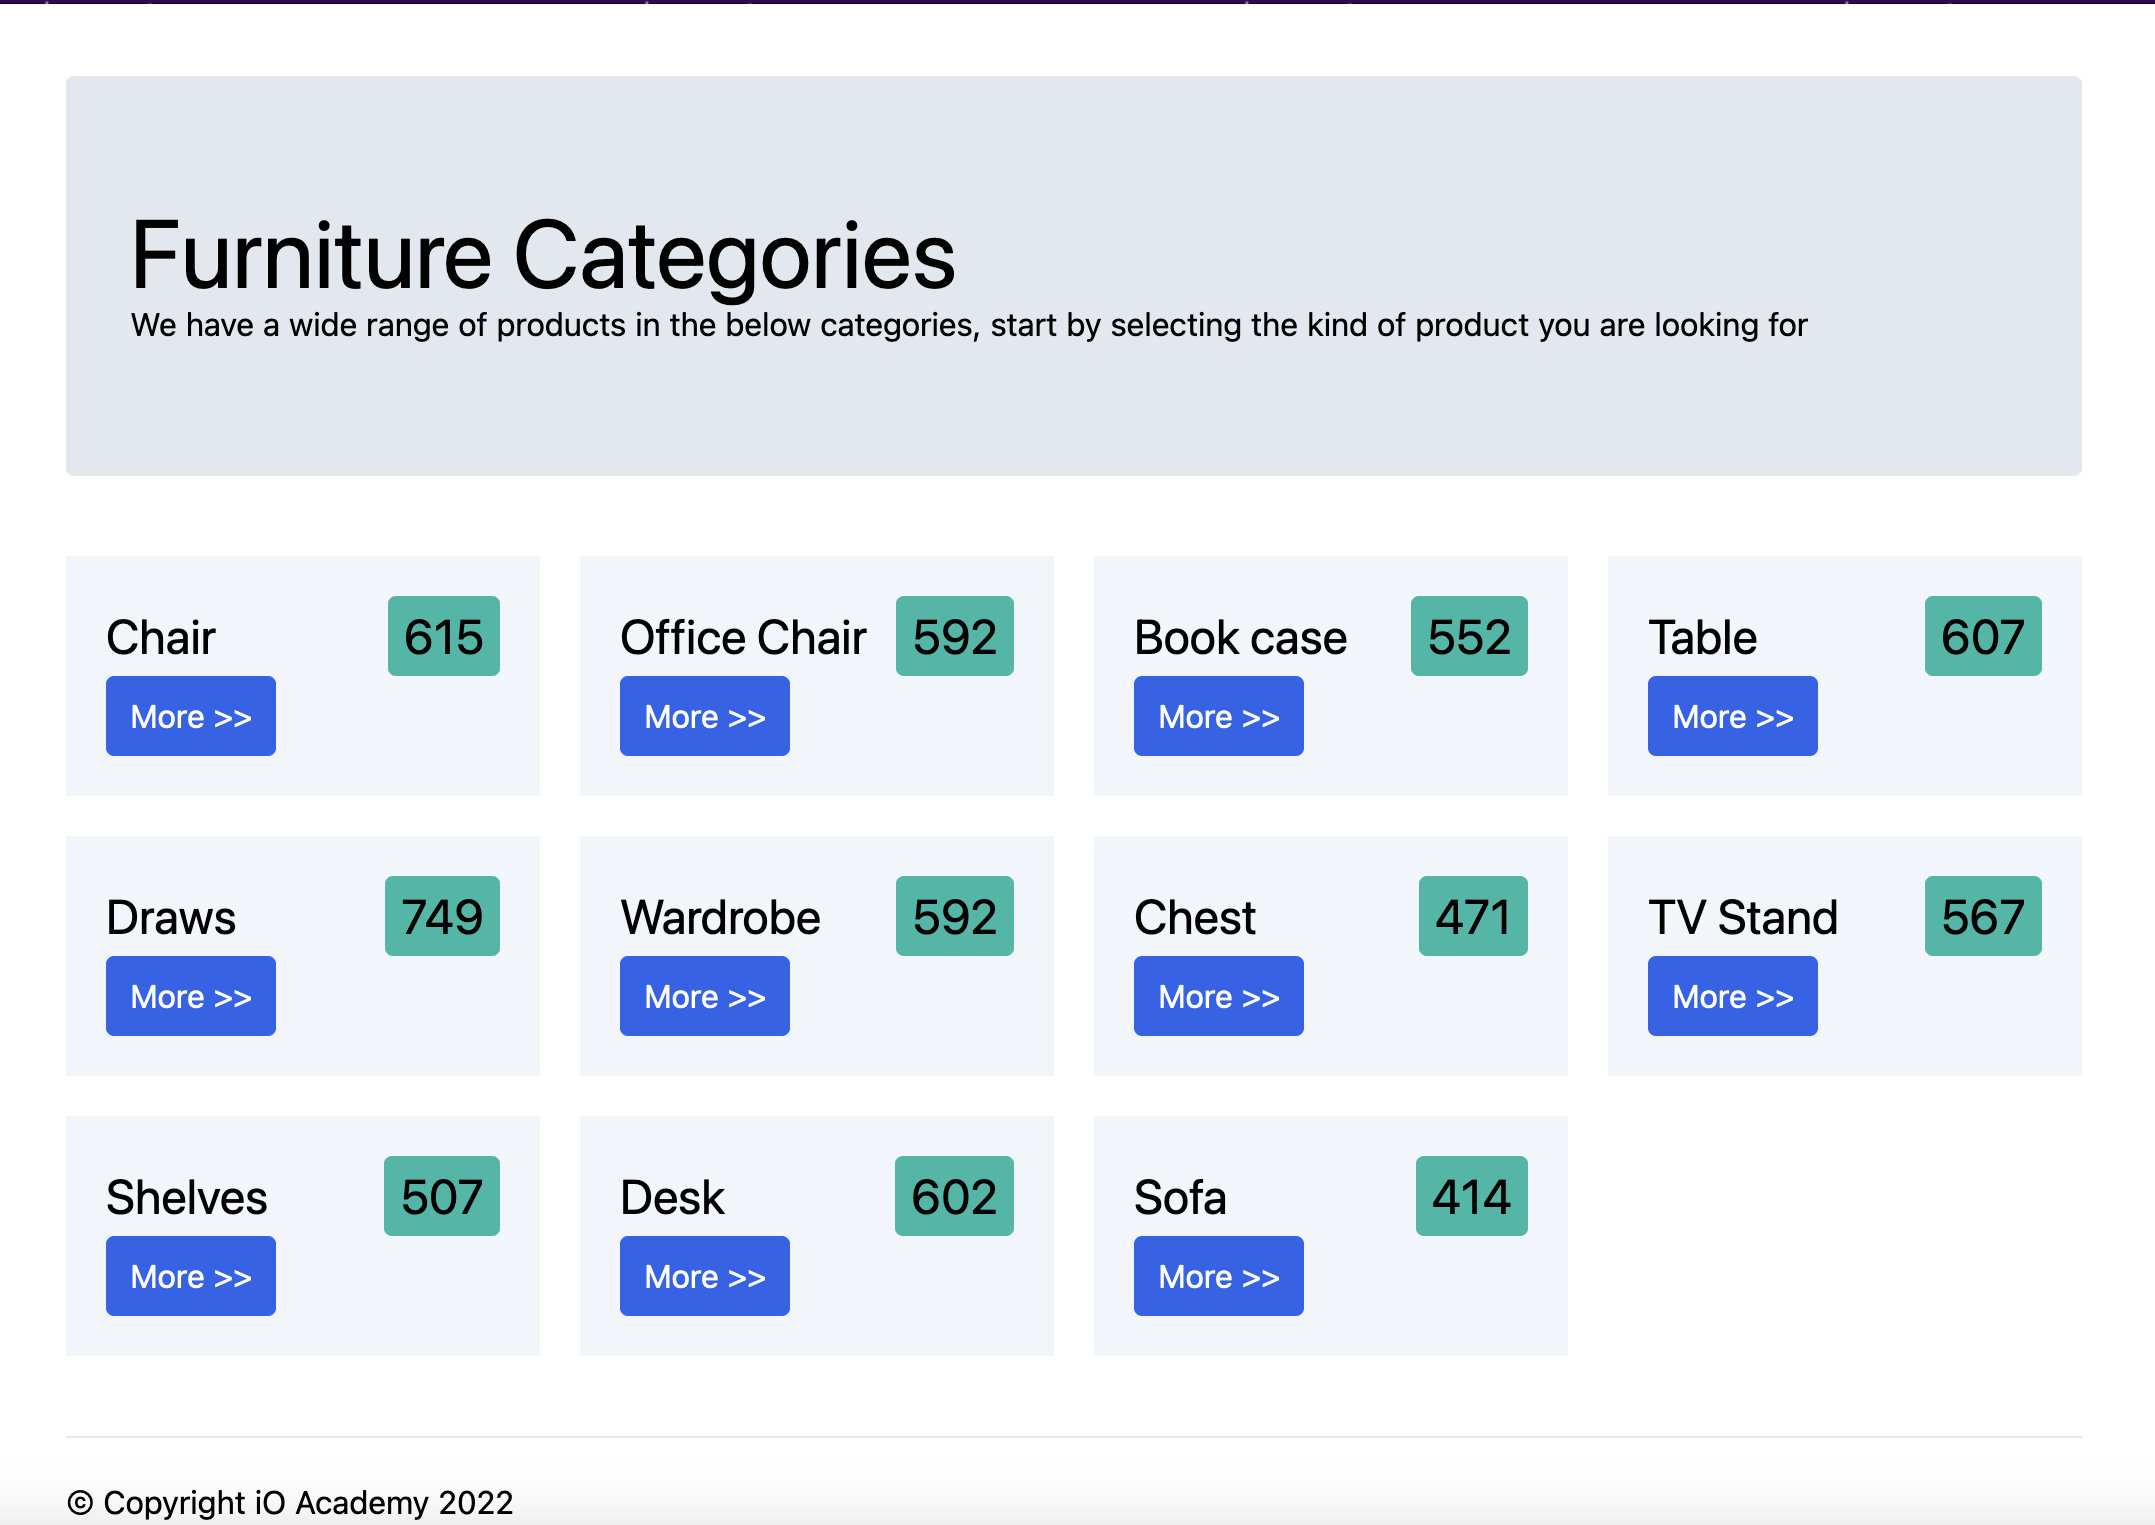 Furniture Categories
We have a wide range of products in the below categories, start by selecting the kind of product you are looking for
Chair 615
More >>
Office Chair 592
More >>
Book case 552
More >>
Table 607
More >>
Draws 749
More >>
Wardrobe 592
More >>
Chest 471
More >>
TV Stand 567
More >>
Shelves 507
More >>
Desk 602
More >>
Sofa 414
More >>
© Copyright iO Academy 2022